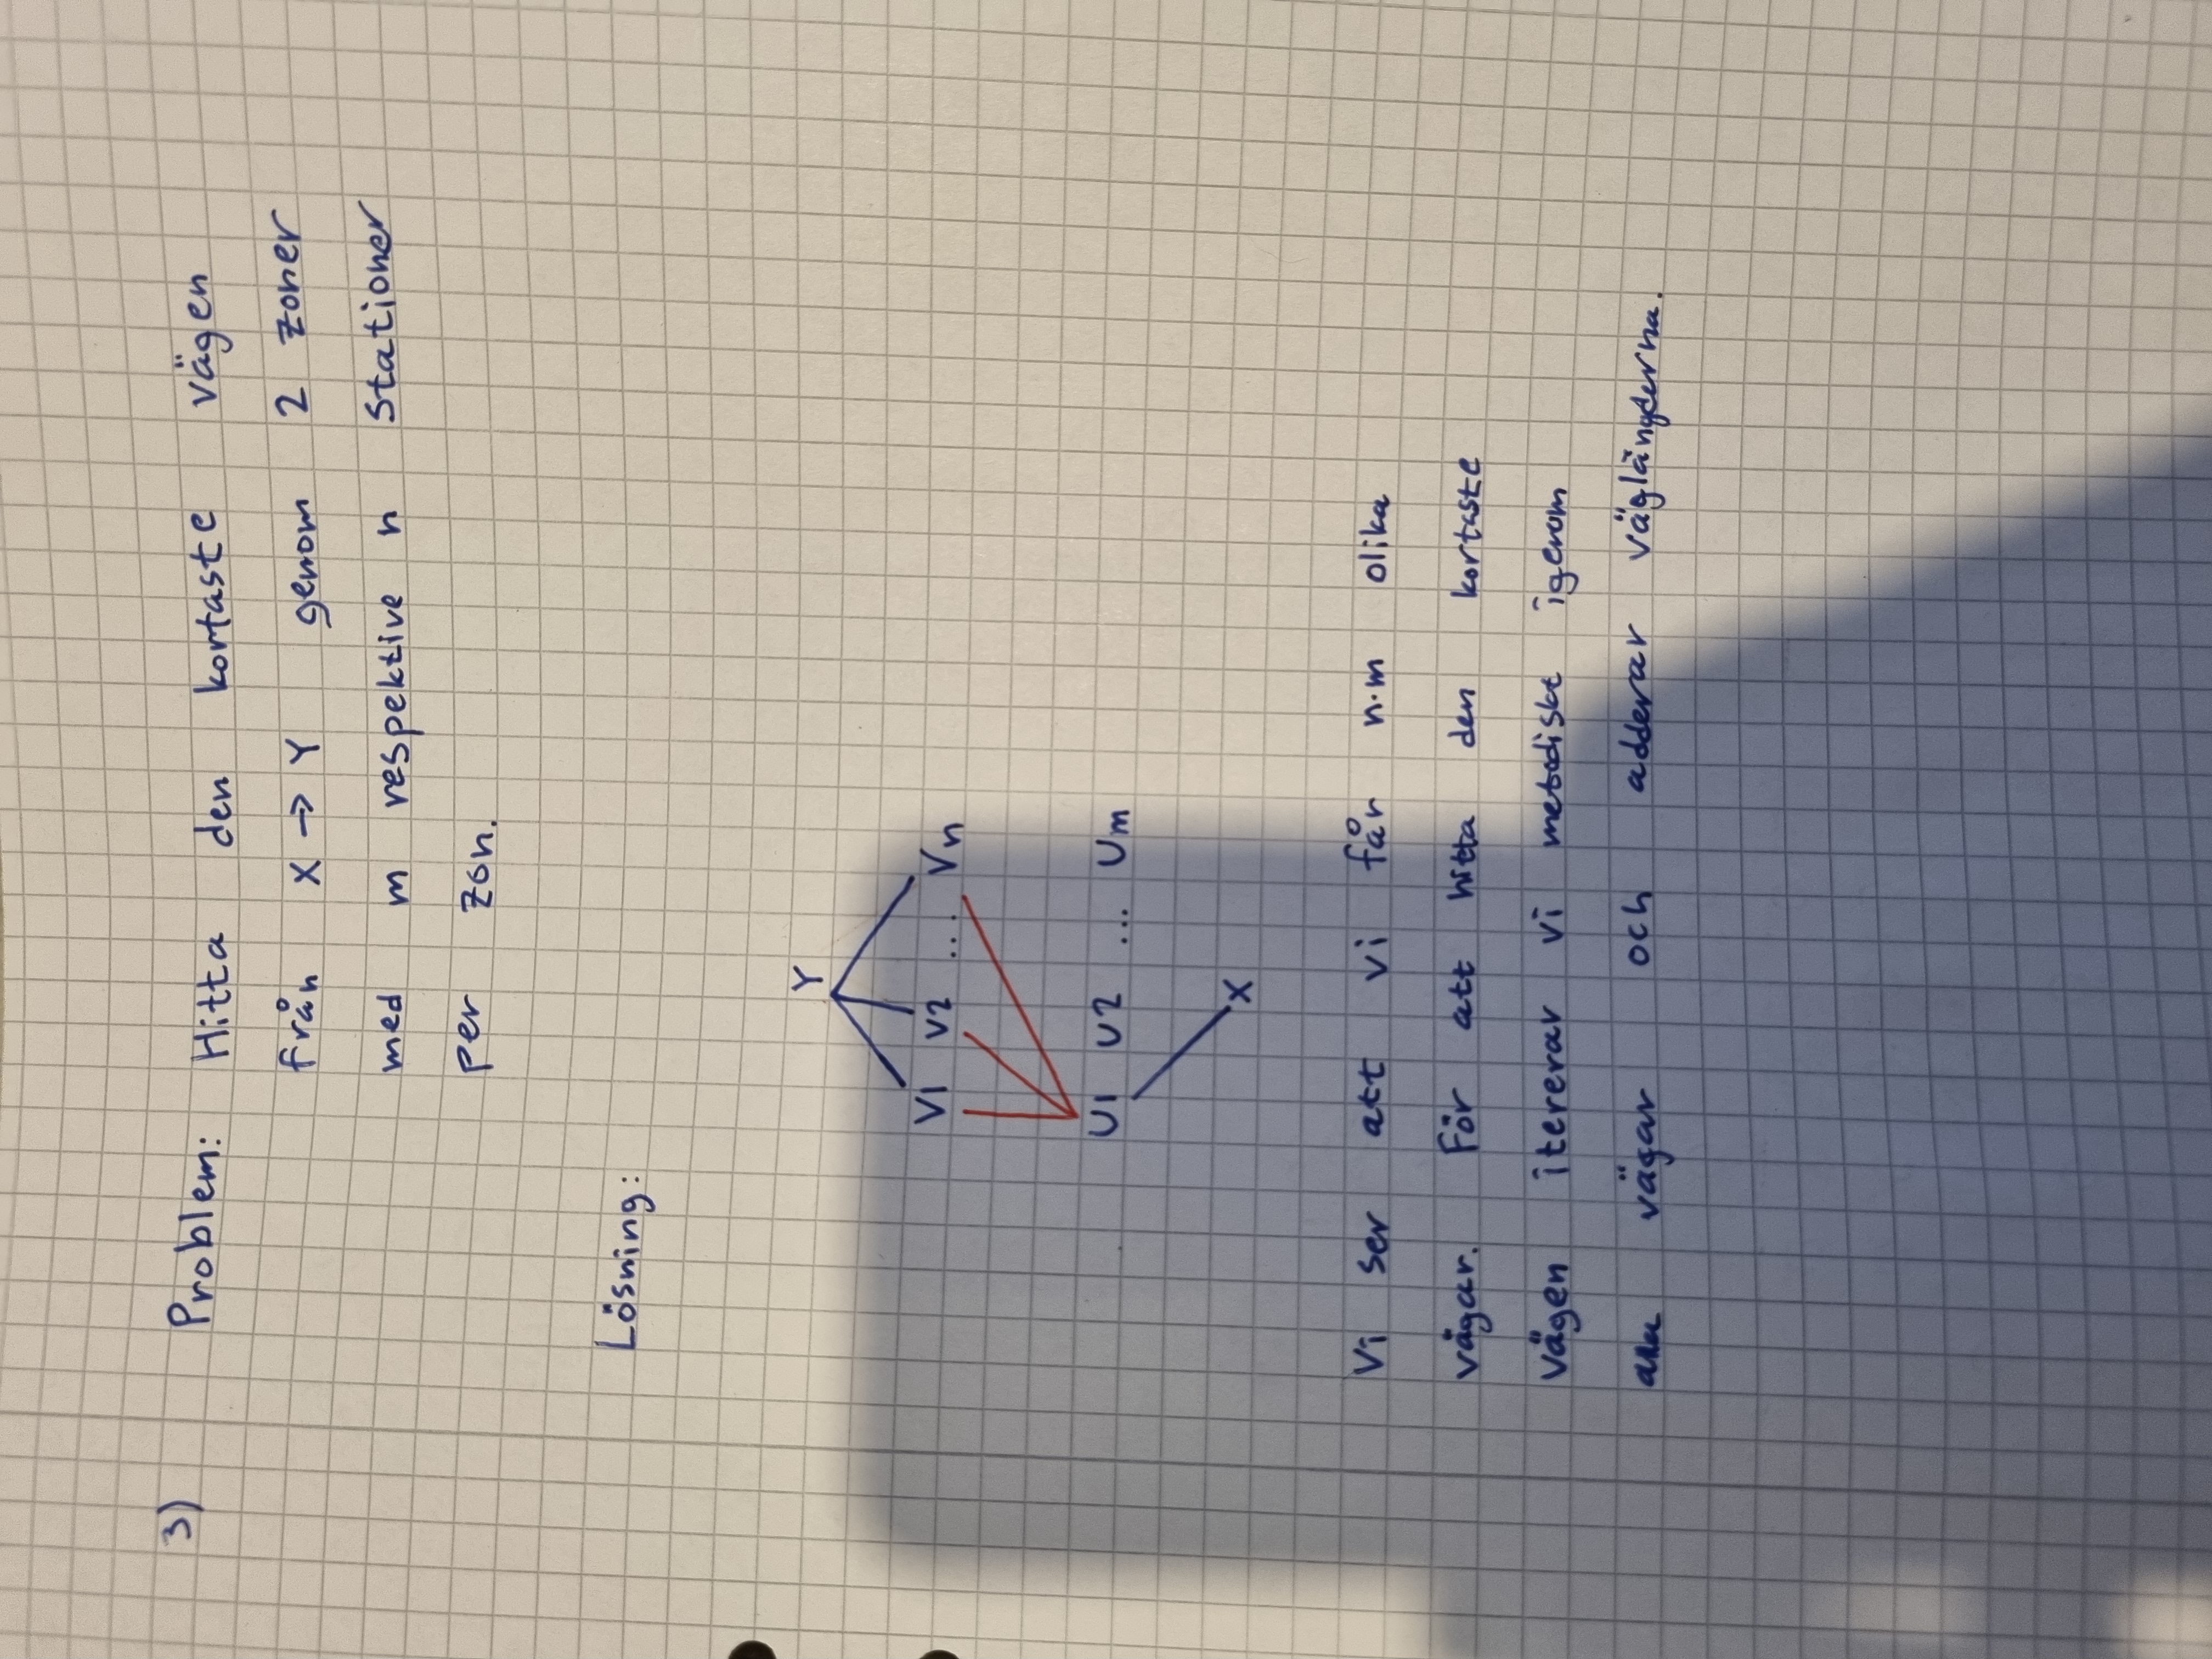 3)
Problem: Hitta den kortaste vägen
från X → Y genom 2 zoner
med m respektive n stationer
per zon.
Lösning:
Y
V1 V2 ... Vn
U1 U2 ... Um
X
Vi ser att vi får n·m olika
vägar. För att hitta den kortaste
vägen itererar vi metodiskt igenom
alla vägar och adderar väglängderna.